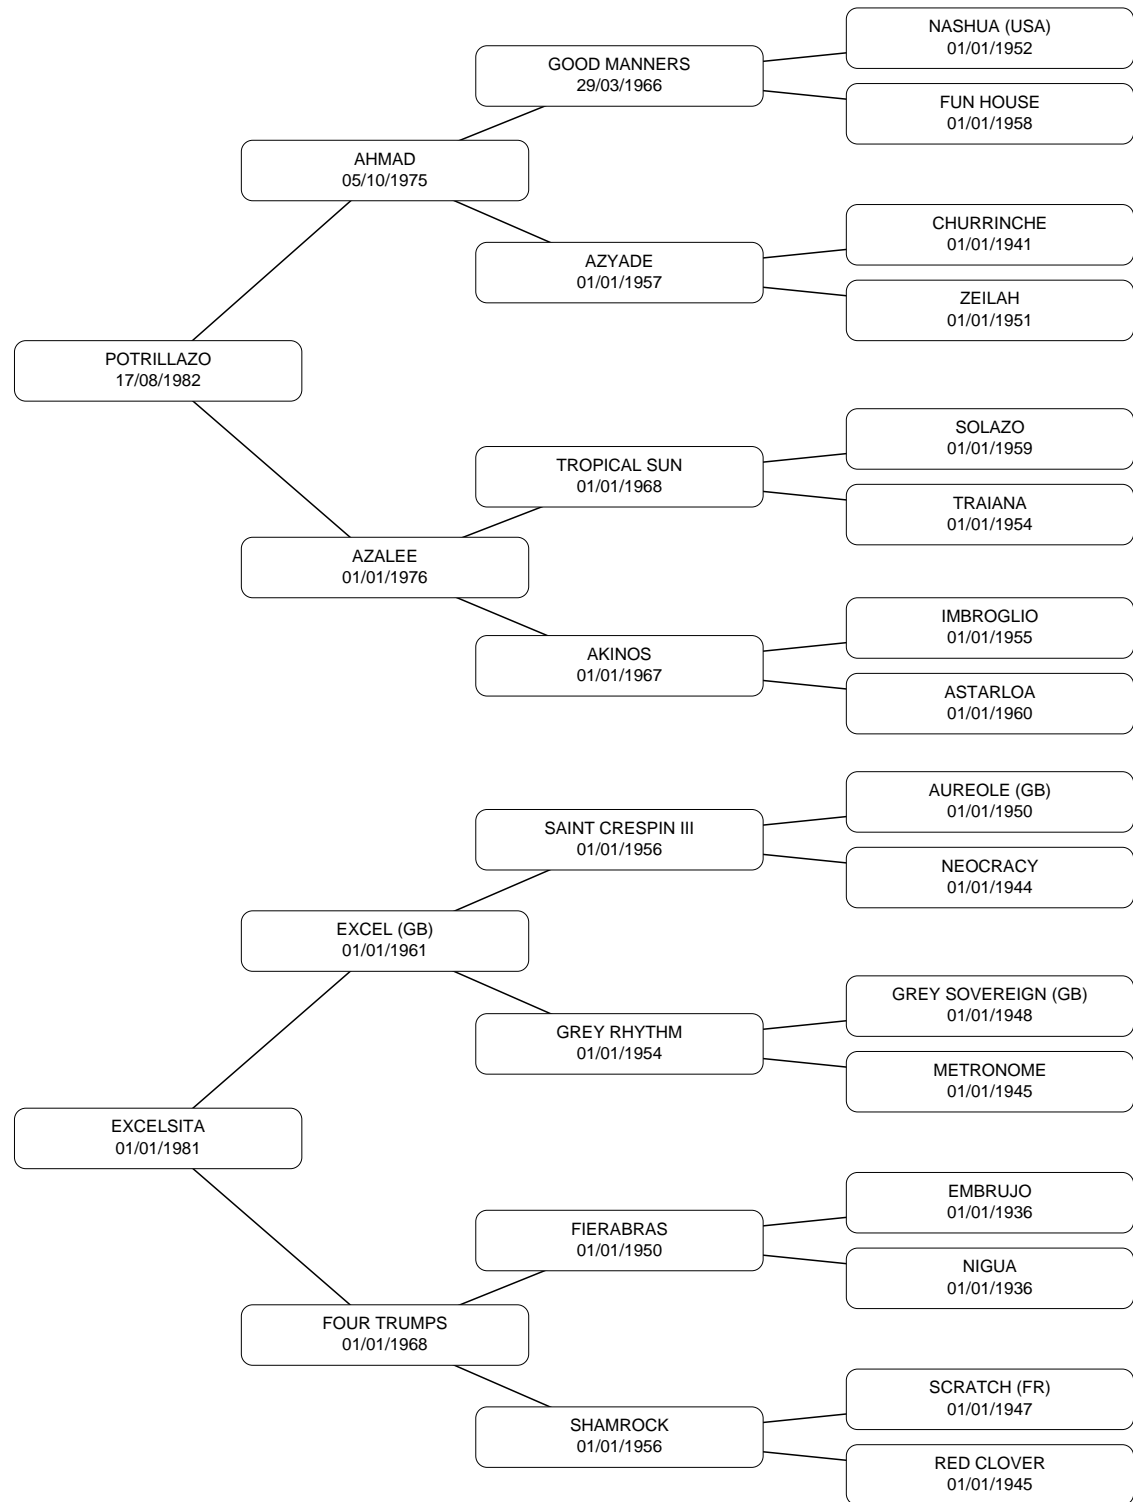 NASHUA (USA)
01/01/1952
GOOD MANNERS
29/03/1966
FUN HOUSE
01/01/1958
AHMAD
05/10/1975
CHURRINCHE
01/01/1941
AZYADE
01/01/1957
ZEILAH
01/01/1951
POTRILLAZO
17/08/1982
SOLAZO
01/01/1959
TROPICAL SUN
01/01/1968
TRAIANA
01/01/1954
AZALEE
01/01/1976
IMBROGLIO
01/01/1955
AKINOS
01/01/1967
ASTARLOA
01/01/1960
AUREOLE (GB)
01/01/1950
SAINT CRESPIN III
01/01/1956
NEOCRACY
01/01/1944
EXCEL (GB)
01/01/1961
GREY SOVEREIGN (GB)
01/01/1948
GREY RHYTHM
01/01/1954
METRONOME
01/01/1945
EXCELSITA
01/01/1981
EMBRUJO
01/01/1936
FIERABRAS
01/01/1950
NIGUA
01/01/1936
FOUR TRUMPS
01/01/1968
SCRATCH (FR)
01/01/1947
SHAMROCK
01/01/1956
RED CLOVER
01/01/1945